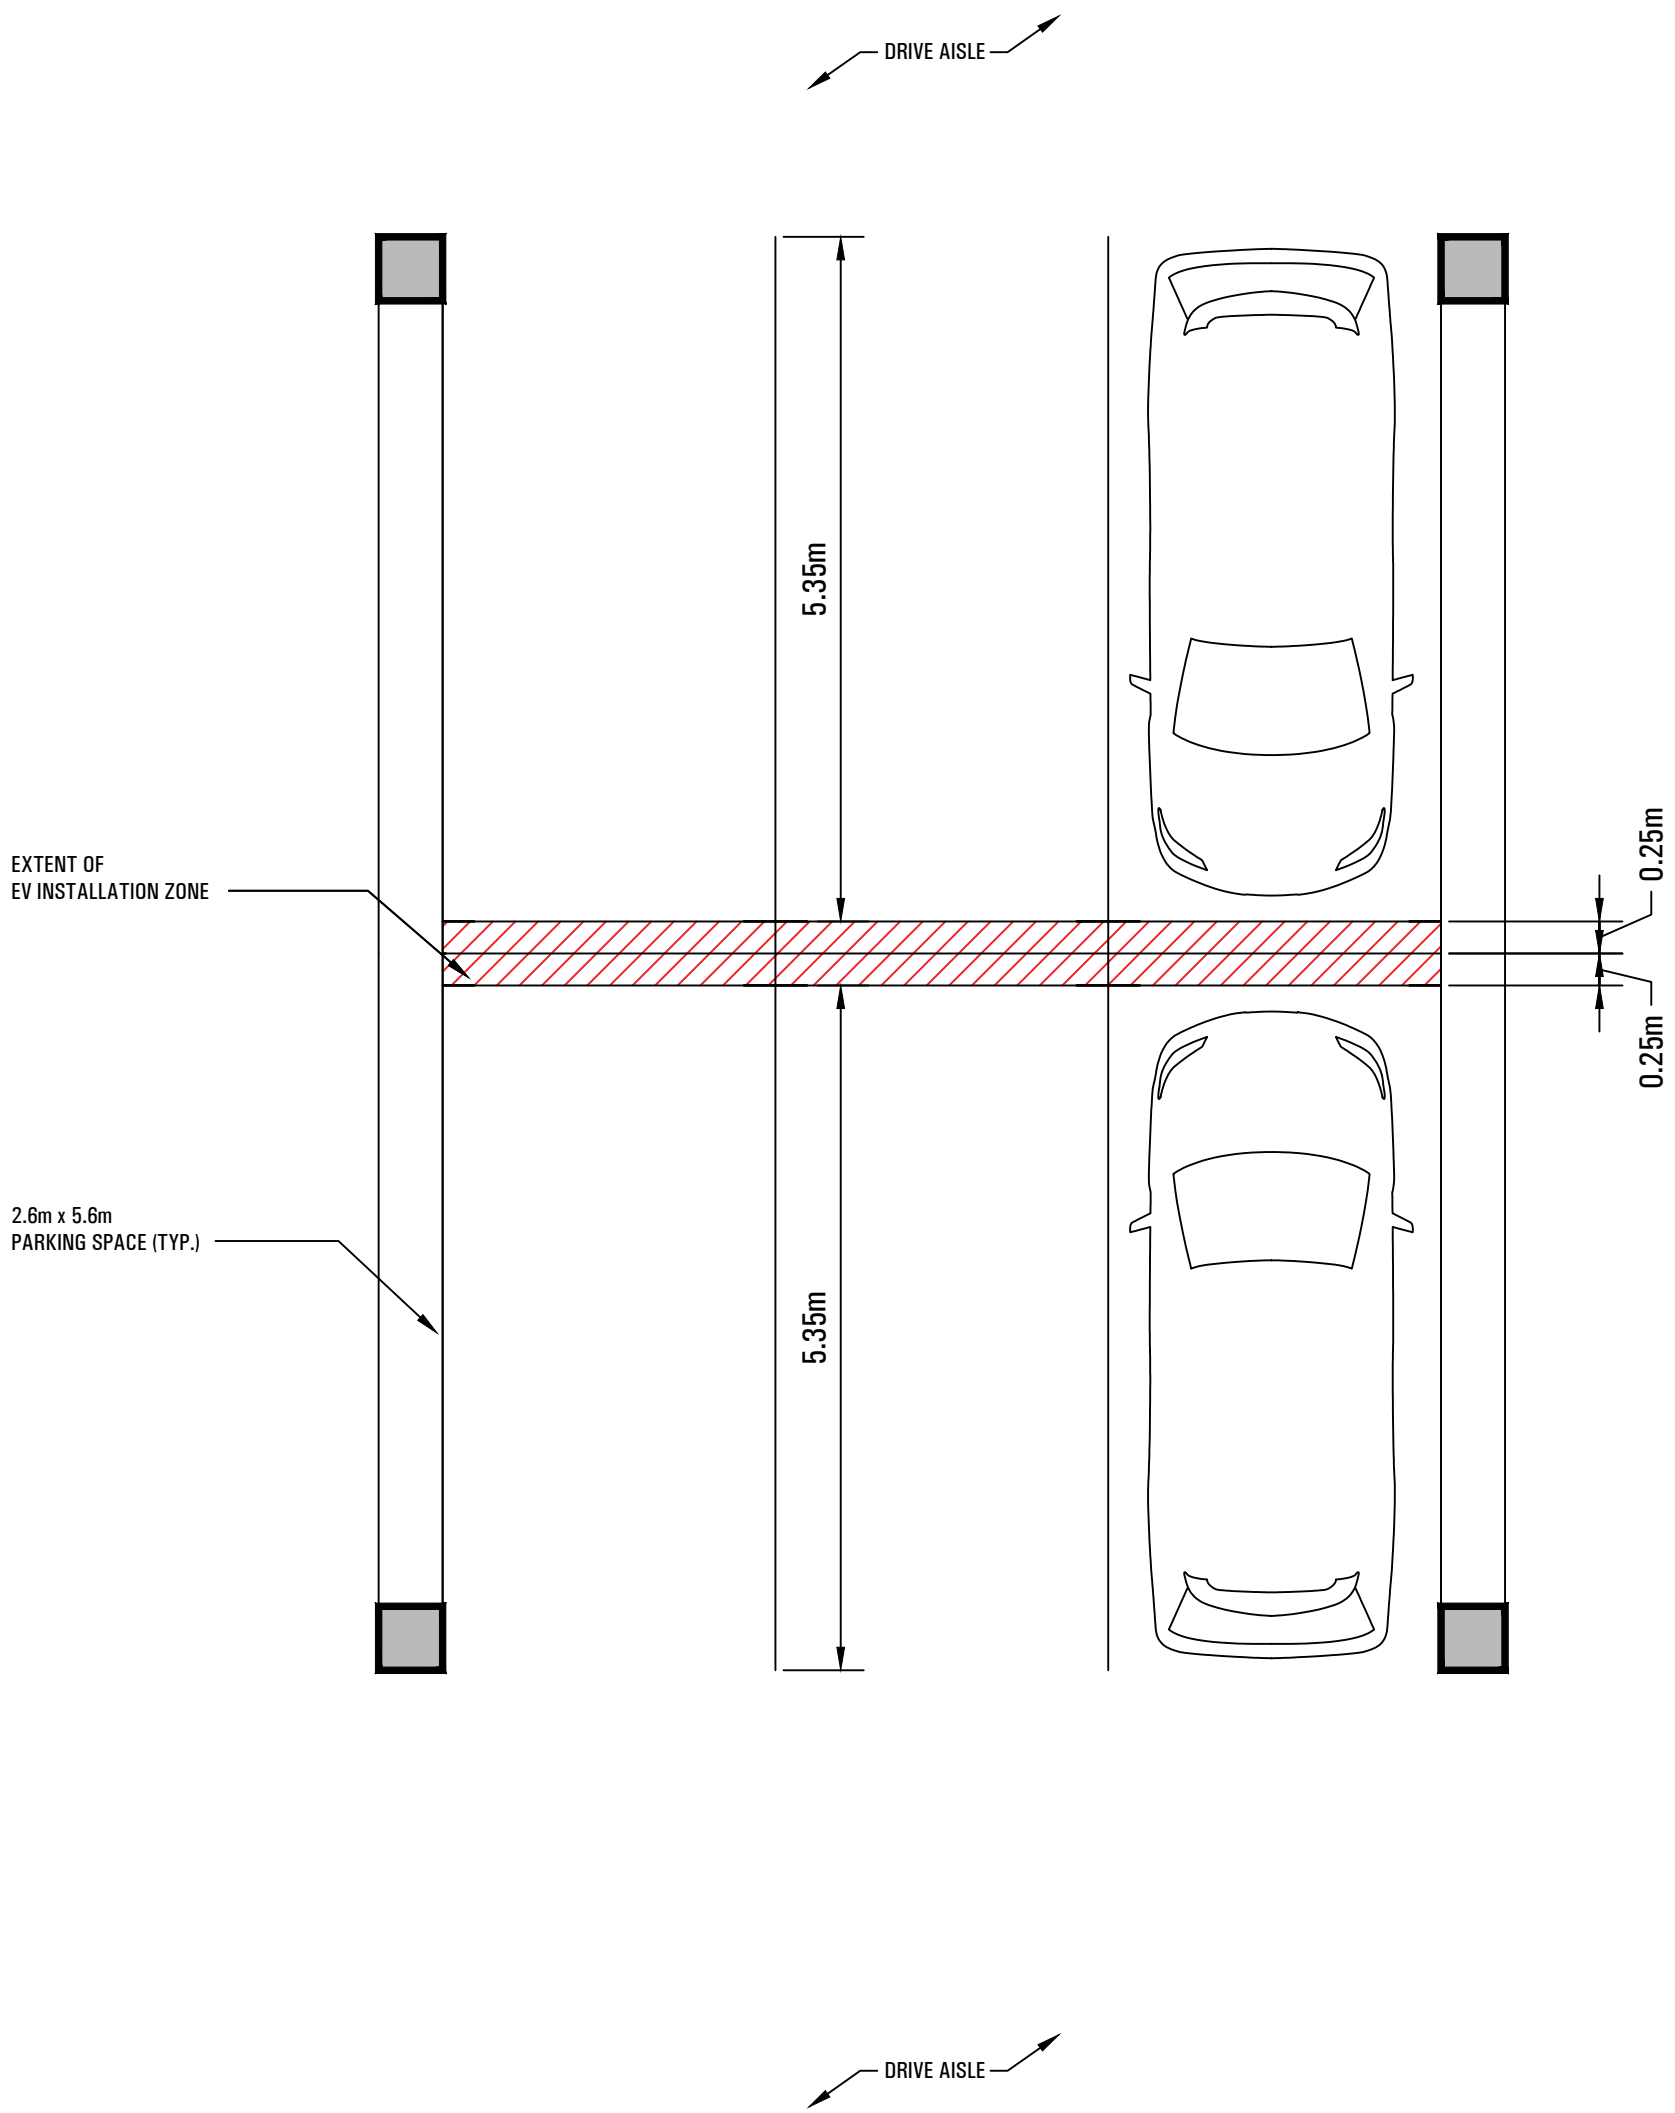 DRIVE AISLE
5.35m
0.25m
EXTENT OF
EV INSTALLATION ZONE
0.25m
2.6m x 5.6m
PARKING SPACE (TYP.)
5.35m
DRIVE AISLE